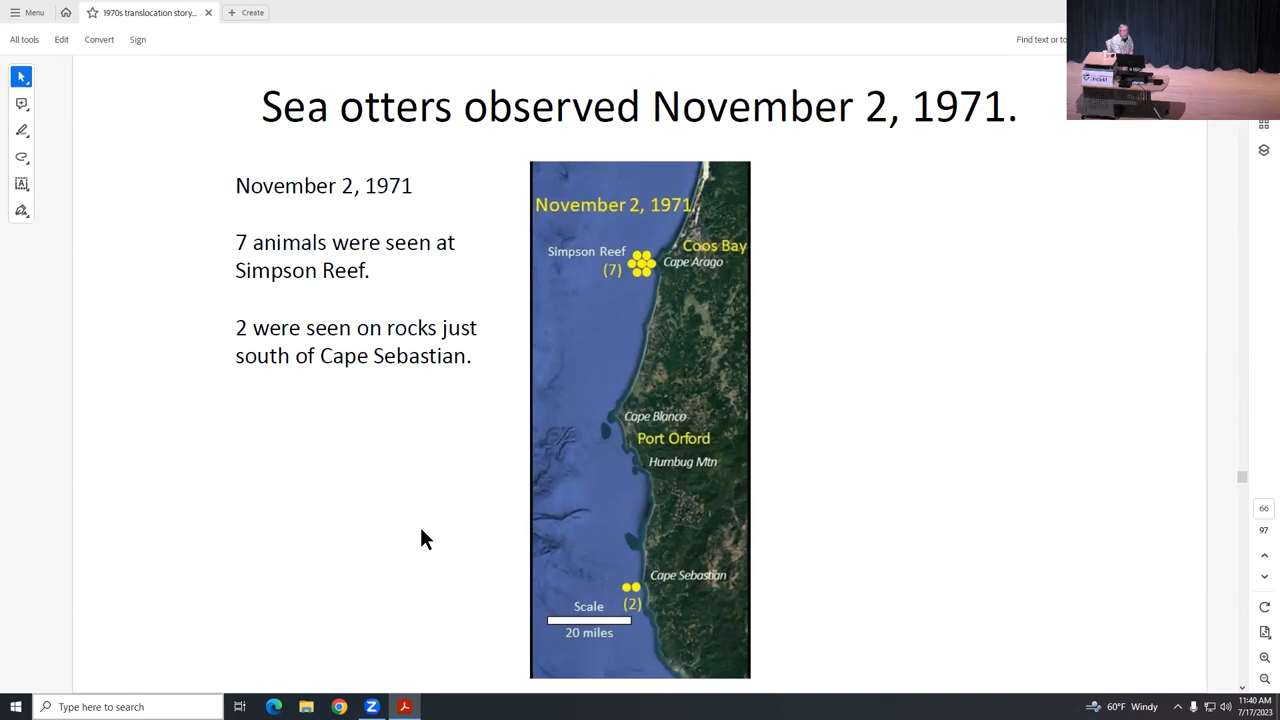 Menu
1970s translocation story...
Create
All tools
Edit
Convert
Sign
Find text or to
Sea otters observed November 2, 1971.
November 2, 1971
7 animals were seen at
Simpson Reef.
2 were seen on rocks just
south of Cape Sebastian.
November 2, 1971.
Coos Bay
Simpson Reef
(7)
Cape Arago
Cape Blanco
Port Orford
Humbug Mtn
Cape Sebastian
(2)
Scale
20 miles
66
97
Type here to search
60°F Windy
11:40 AM
7/17/2023